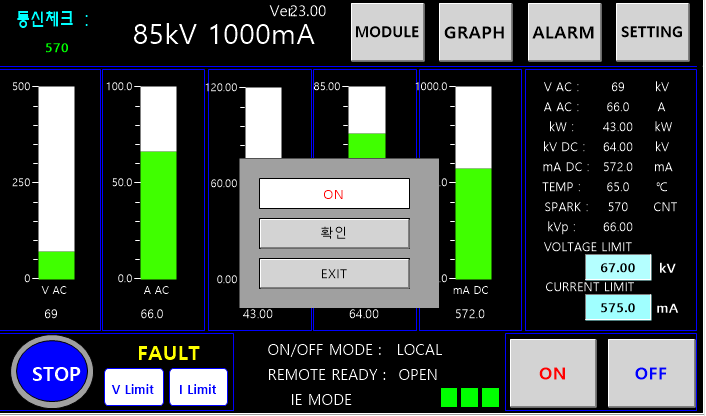 통신체크 :
570
85kV 1000mA
Ver23.00
MODULE
GRAPH
ALARM
SETTING
500
250
0
V AC
69
100.0
50.0
0.0
A AC
66.0
120.00
60.00
0.00
43.00
85.00
64.00
1000.0
mA DC
572.0
ON
확인
EXIT
V AC : 69 kV
A AC : 66.0 A
kW : 43.00 kW
kV DC : 64.00 kV
mA DC : 572.0 mA
TEMP : 65.0 ℃
SPARK : 570 CNT
kVp : 66.00
VOLTAGE LIMIT
67.00 kV
CURRENT LIMIT
575.0 mA
STOP
FAULT
V Limit
I Limit
ON/OFF MODE : LOCAL
REMOTE READY : OPEN
IE MODE
ON
OFF